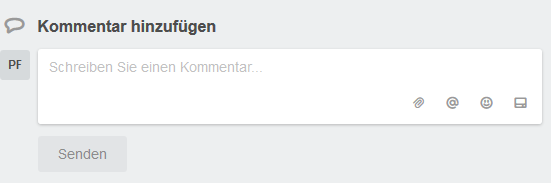 Kommentar hinzufügen
PF
Schreiben Sie einen Kommentar...
@
Senden